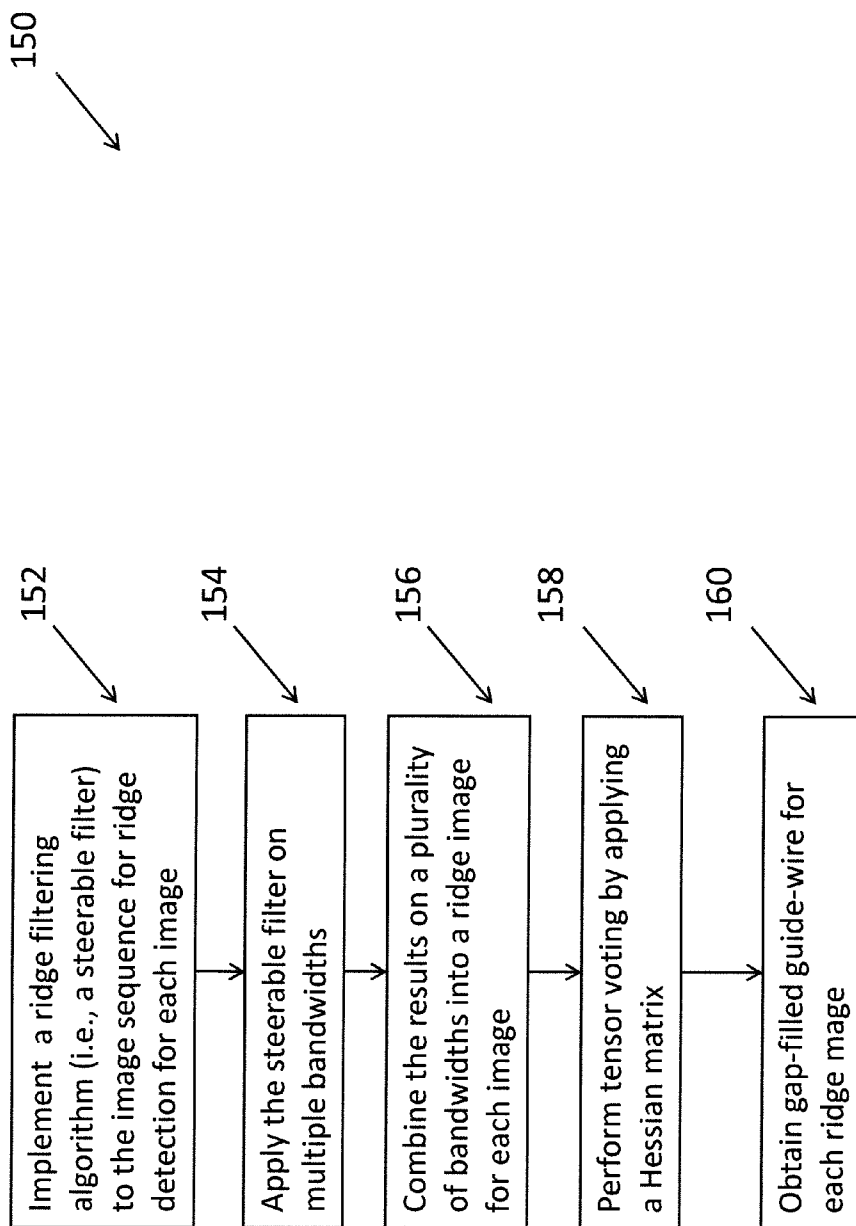 150
152
Implement a ridge filtering
algorithm (i.e., a steerable filter)
to the image sequence for ridge
detection for each image
154
Apply the steerable filter on
multiple bandwidths
156
Combine the results on a plurality
of bandwidths into a ridge image
for each image
158
Perform tensor voting by applying
a Hessian matrix
160
Obtain gap-filled guide-wire for
each ridge mage